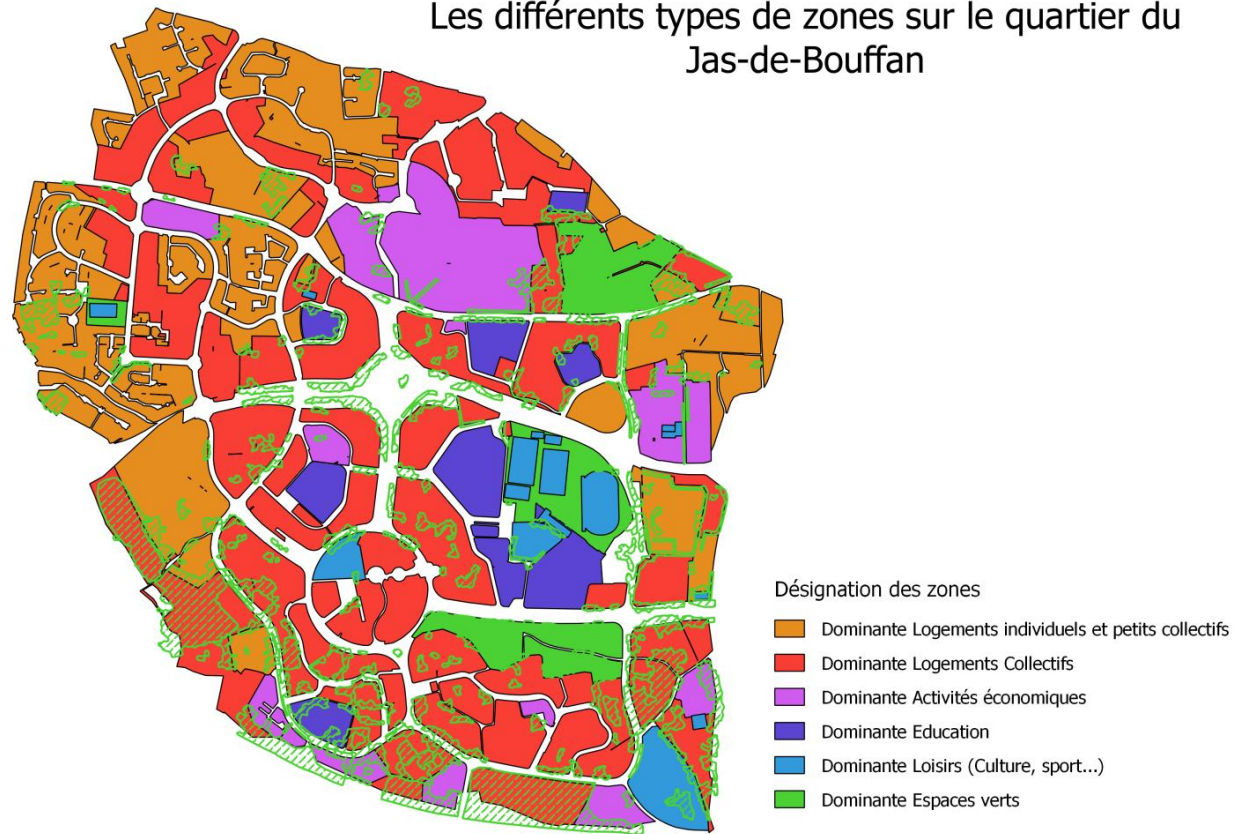 Les différents types de zones sur le quartier du
Jas-de-Bouffan
Désignation des zones
Dominante Logements individuels et petits collectifs
Dominante Logements Collectifs
Dominante Activités économiques
Dominante Education
Dominante Loisirs (Culture, sport...)
Dominante Espaces verts